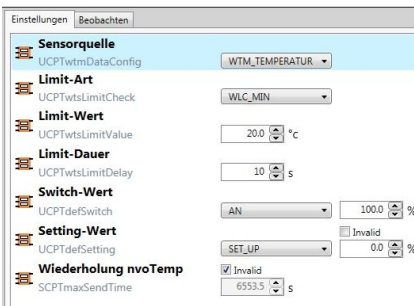 Einstellungen Beobachten
Sensorquelle
UCPTwtmDataConfig WTM_TEMPERATUR
Limit-Art
UCPTwtsLimitCheck WLC_MIN
Limit-Wert
UCPTwtsLimitValue 20.0 °C
Limit-Dauer
UCPTwtsLimitDelay 10 s
Switch-Wert
UCPTdefSwitch AN 100.0 %
Setting-Wert Invalid
UCPTdefSetting SET_UP 0.0 %
Wiederholung nvoTemp Invalid
SCPTmaxSendTime 6553.5 s